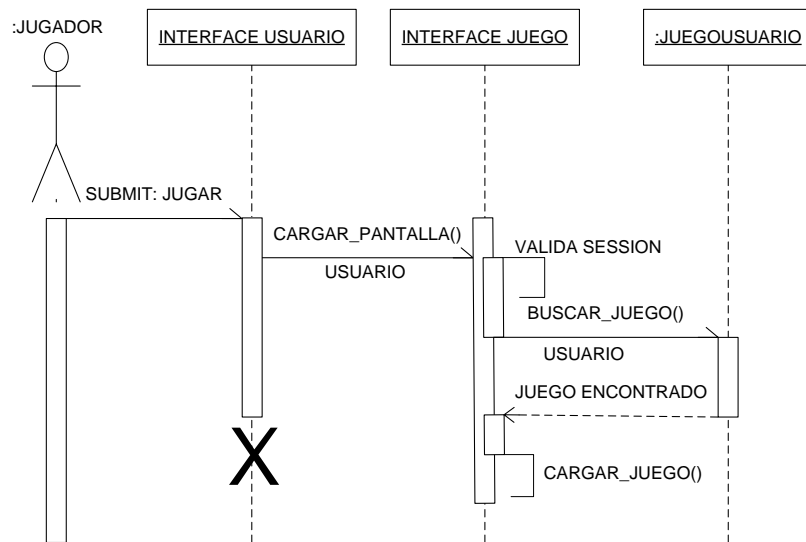 :JUGADOR
INTERFACE USUARIO
INTERFACE JUEGO
:JUEGOUSUARIO
SUBMIT: JUGAR
CARGAR_PANTALLA()
USUARIO
VALIDA SESSION
BUSCAR_JUEGO()
USUARIO
JUEGO ENCONTRADO
X
CARGAR_JUEGO()